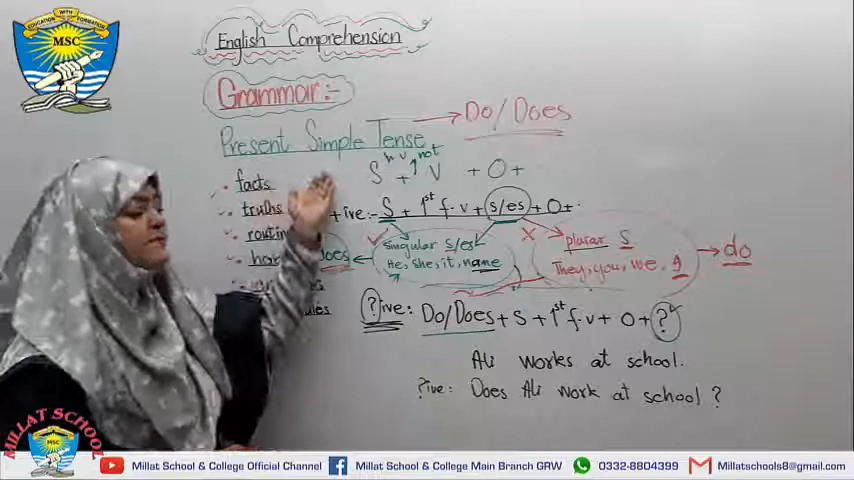 EDUCATION WITH FORMATION
MSC
English Comprehension
Grammar:-
Do/Does
Present Simple Tense
h v not
S + V + O +
facts
truths
+ive:- S + 1st f. v + s/es + O + .
singular s/es
He, she, it, name
plurar S
They, you, we, I
do
?ive: Do/Does + S + 1st f. v + O + ?
Ali works at school.
?ive: Does Ali work at school ?
MILLAT SCHOOL
MSC
Millat School & College Official Channel
Millat School & College Main Branch GRW
0332-8804399
Millatschools8@gmail.com